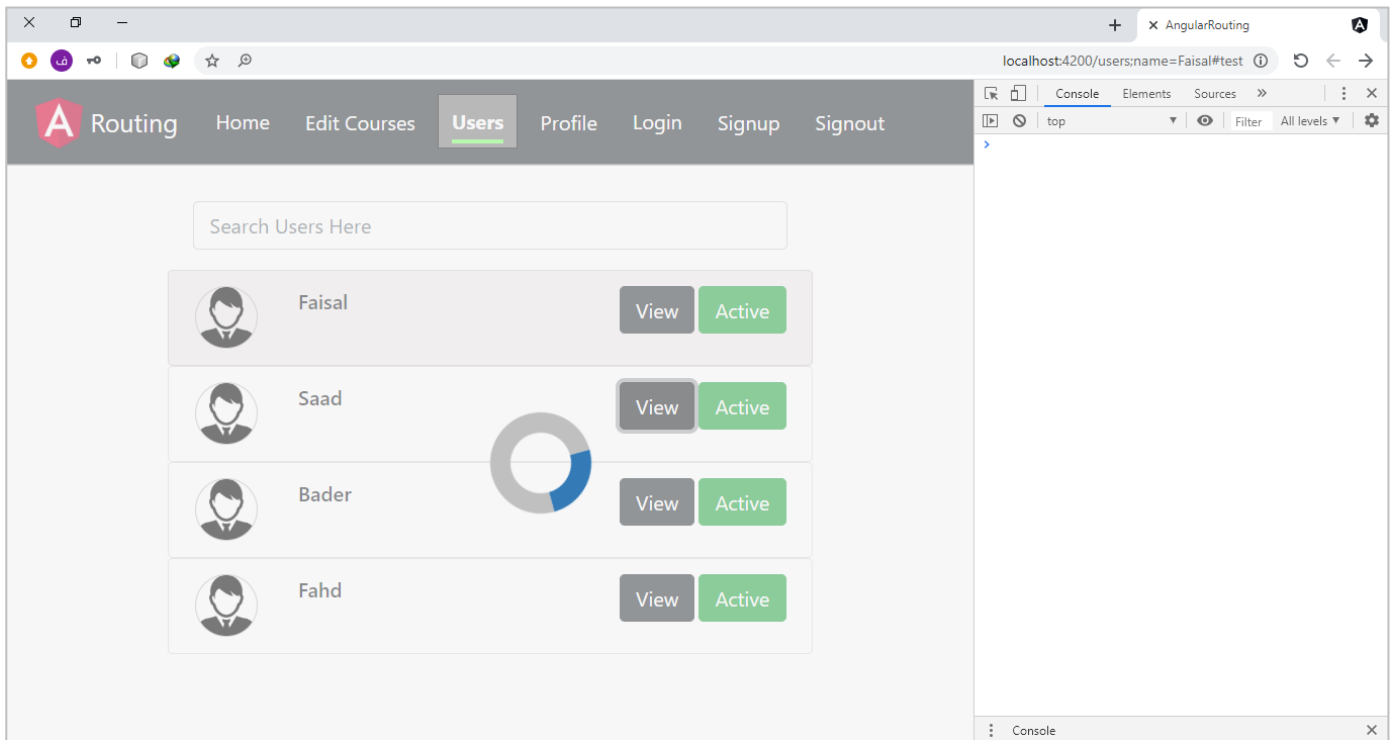 AngularRouting
ف
localhost:4200/users;name=Faisal#test
Routing Home Edit Courses Users Profile Login Signup Signout
Console Elements Sources »
top Filter All levels
Search Users Here
Faisal View Active
Saad View Active
Bader View Active
Fahd View Active
Console